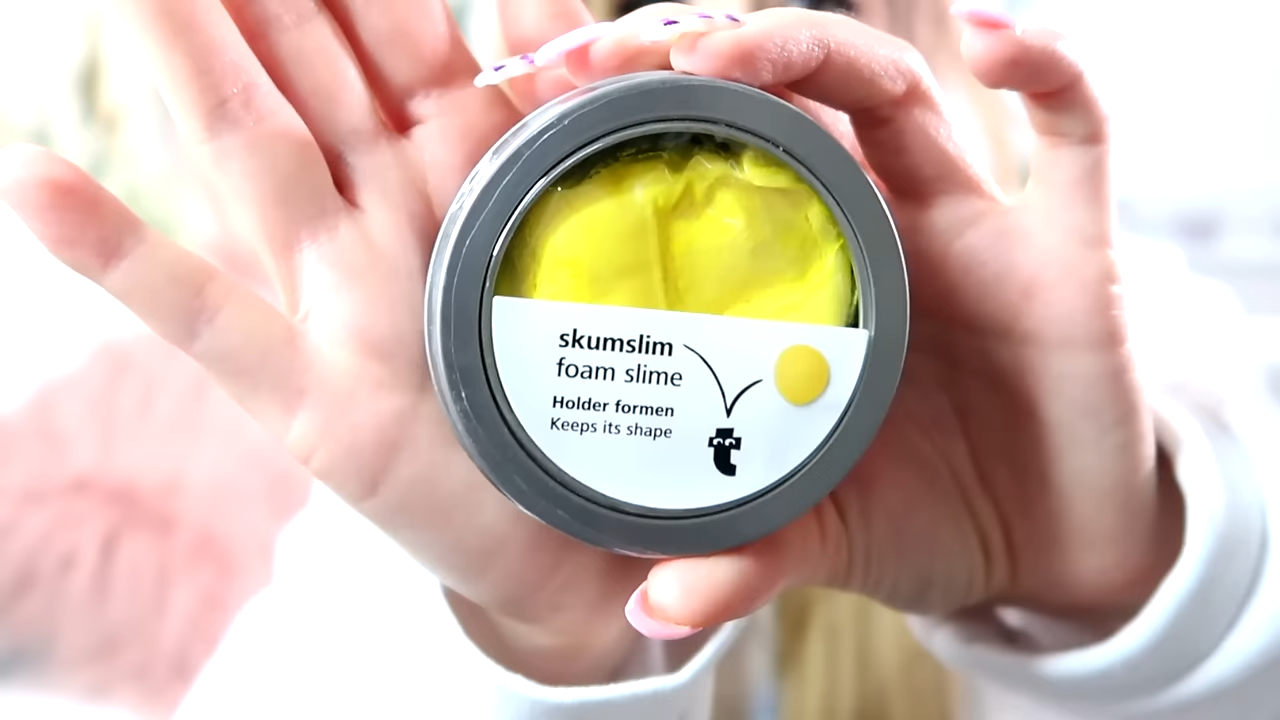 skumslim
foam slime
Holder formen
Keeps its shape
t